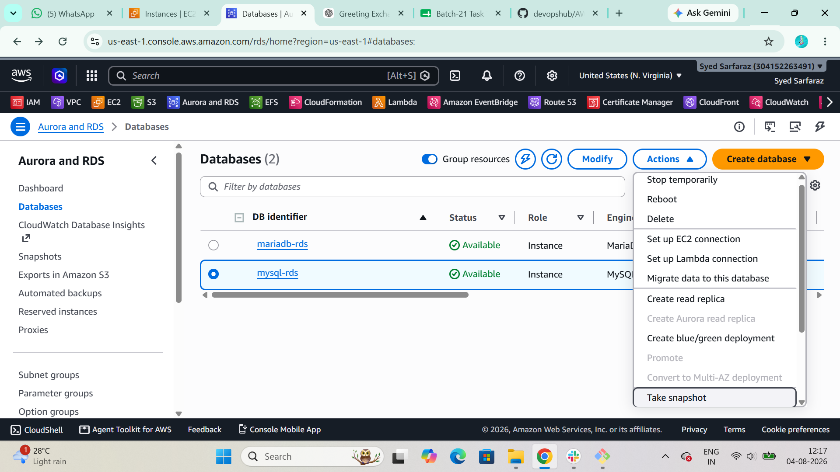 (5) WhatsApp
Instances | EC2
Databases | Aur
Greeting Excha
Batch-21 Task
devopshub/AW
Ask Gemini
us-east-1.console.aws.amazon.com/rds/home?region=us-east-1#databases:
aws
Search
[Alt+S]
United States (N. Virginia)
Syed Sarfaraz (304152263491)
Syed Sarfaraz
IAM
VPC
EC2
S3
Aurora and RDS
EFS
CloudFormation
Lambda
Amazon EventBridge
Route 53
Certificate Manager
CloudFront
CloudWatch
Aurora and RDS
Databases
Aurora and RDS
Dashboard
Databases
CloudWatch Database Insights
Snapshots
Exports in Amazon S3
Automated backups
Reserved instances
Proxies
Subnet groups
Parameter groups
Option groups
Databases (2)
Group resources
Modify
Actions
Create database
Filter by databases
DB identifier
Status
Role
Engin
mariadb-rds
Available
Instance
MariaD
mysql-rds
Available
Instance
MySQL
Stop temporarily
Reboot
Delete
Set up EC2 connection
Set up Lambda connection
Migrate data to this database
Create read replica
Create Aurora read replica
Create blue/green deployment
Promote
Convert to Multi-AZ deployment
Take snapshot
CloudShell
Agent Toolkit for AWS
Feedback
Console Mobile App
© 2026, Amazon Web Services, Inc. or its affiliates.
Privacy
Terms
Cookie preferences
1
28°C
Light rain
Search
ENG
IN
12:17
04-08-2026